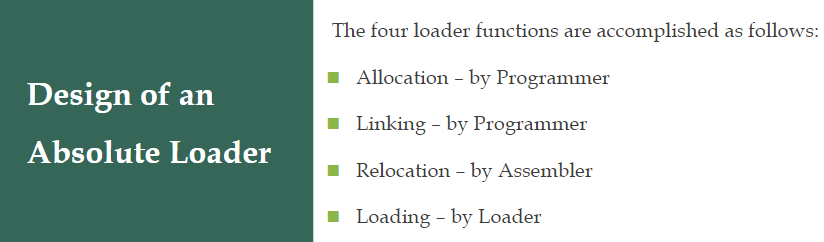 Design of an
Absolute Loader
The four loader functions are accomplished as follows:
Allocation – by Programmer
Linking – by Programmer
Relocation – by Assembler
Loading – by Loader